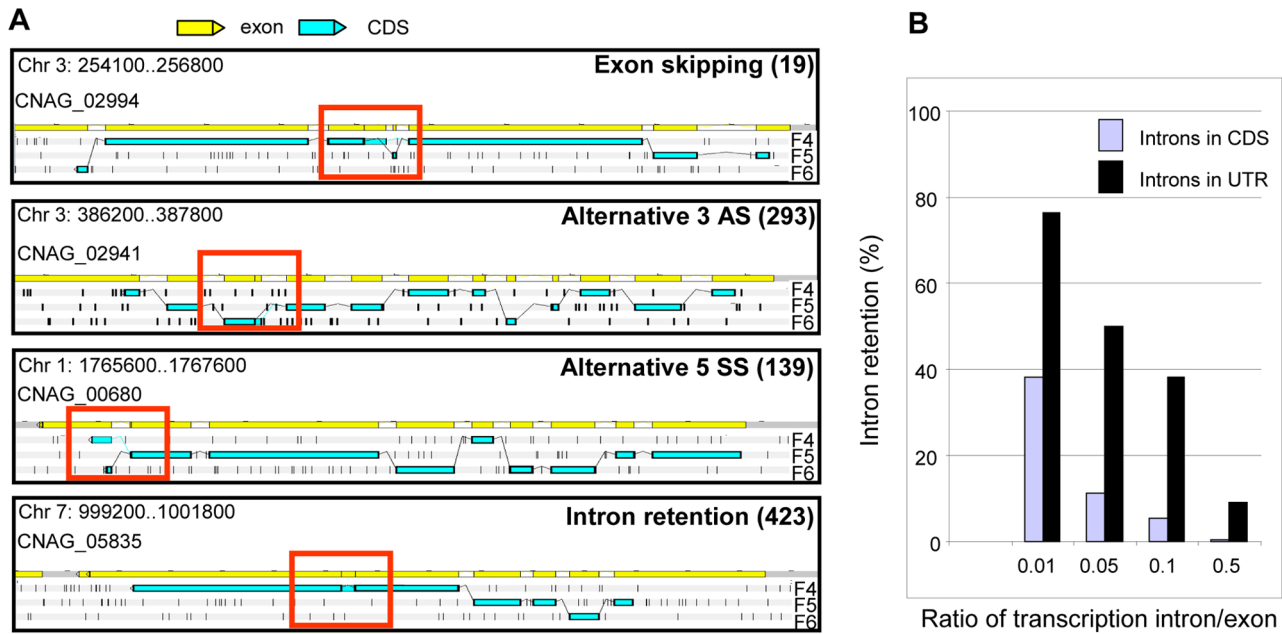 A
exon CDS
Chr 3: 254100..256800
Exon skipping (19)
CNAG_02994
F4
F5
F6
Chr 3: 386200..387800
Alternative 3 AS (293)
CNAG_02941
F4
F5
F6
Chr 1: 1765600..1767600
Alternative 5 SS (139)
CNAG_00680
F4
F5
F6
Chr 7: 999200..1001800
Intron retention (423)
CNAG_05835
F4
F5
F6
B
Introns in CDS
Introns in UTR
Intron retention (%)
100
80
60
40
20
0
0.01 0.05 0.1 0.5
Ratio of transcription intron/exon